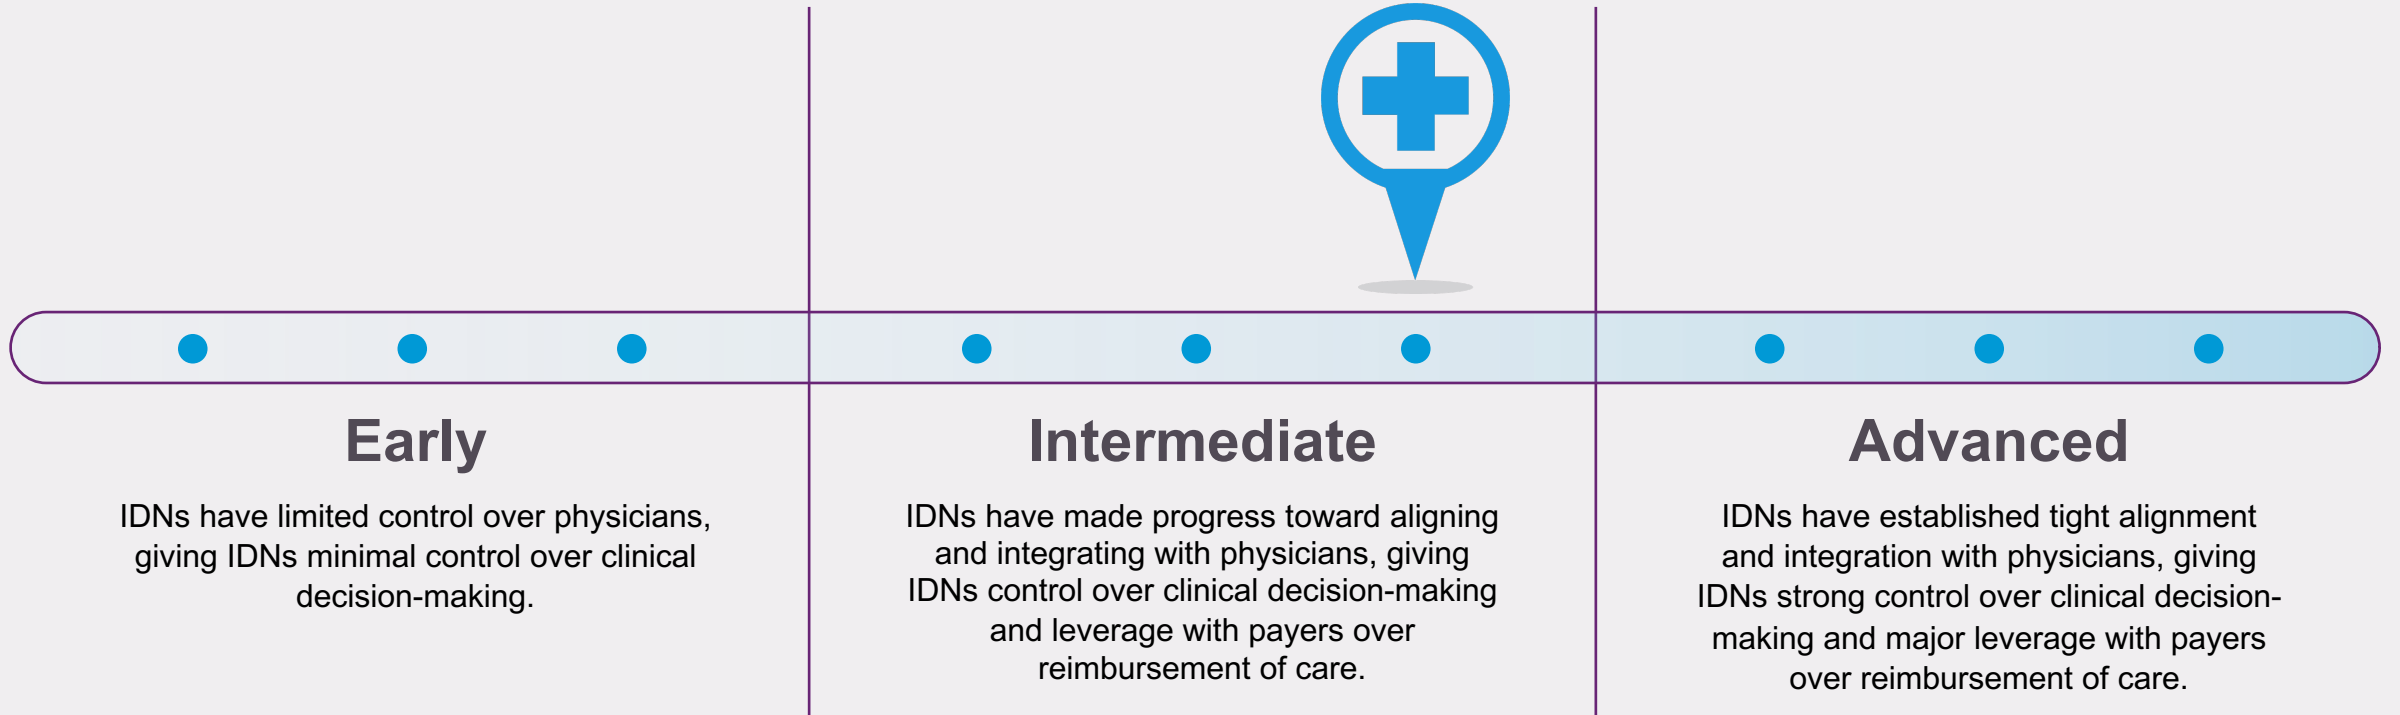 Early
IDNs have limited control over physicians,
giving IDNs minimal control over clinical
decision-making.
Intermediate
IDNs have made progress toward aligning
and integrating with physicians, giving
IDNs control over clinical decision-making
and leverage with payers over
reimbursement of care.
Advanced
IDNs have established tight alignment
and integration with physicians, giving
IDNs strong control over clinical decision-
making and major leverage with payers
over reimbursement of care.